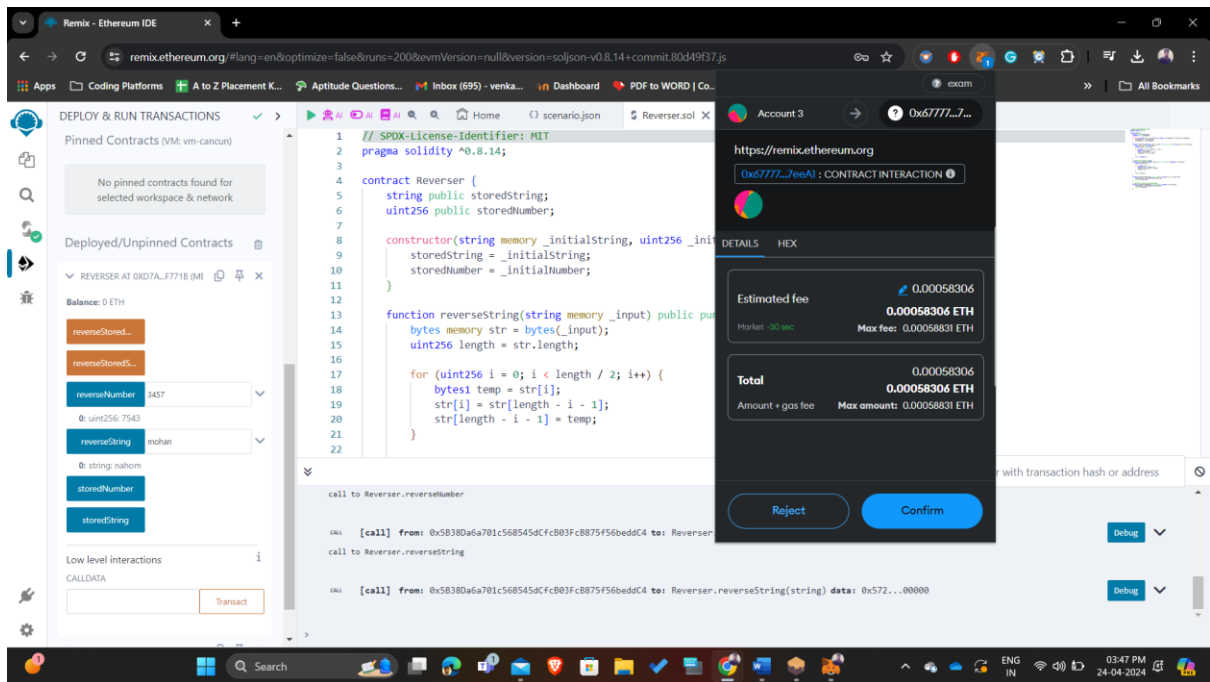 Remix - Ethereum IDE
remix.ethereum.org/#lang=en&optimize=false&runs=200&evmVersion=null&version=soljson-v0.8.14+commit.80d49f37.js
Apps Coding Platforms A to Z Placement K... Aptitude Questions... Inbox (695) - venka... Dashboard PDF to WORD | Co... » All Bookmarks
exam
DEPLOY & RUN TRANSACTIONS
AI AI AI Home scenario.json Reverser.sol
Pinned Contracts (VM: vm-cancun)
No pinned contracts found for
selected workspace & network
Deployed/Unpinned Contracts
REVERSER AT 0XD7A...F771B (ME
Balance: 0 ETH
reverseStored...
reverseStoredS...
reverseNumber 3457
0: uint256: 7543
reverseString mohan
0: string: nahom
storedNumber
storedString
Low level interactions i
CALLDATA
Transact
1 // SPDX-License-Identifier: MIT
2 pragma solidity ^0.8.14;
3
4 contract Reverser {
5 string public storedString;
6 uint256 public storedNumber;
7
8 constructor(string memory _initialString, uint256 _init
9 storedString = _initialString;
10 storedNumber = _initialNumber;
11 }
12
13 function reverseString(string memory _input) public pur
14 bytes memory str = bytes(_input);
15 uint256 length = str.length;
16
17 for (uint256 i = 0; i < length / 2; i++) {
18 bytes1 temp = str[i];
19 str[i] = str[length - i - 1];
20 str[length - i - 1] = temp;
21 }
22
r with transaction hash or address
call to Reverser.reverseNumber
CALL [call] from: 0x5B38Da6a701c568545dCfcB03FcB875f56beddC4 to: Reverser. Debug
call to Reverser.reverseString
CALL [call] from: 0x5B38Da6a701c568545dCfcB03FcB875f56beddC4 to: Reverser.reverseString(string) data: 0x572...00000 Debug
>
Account 3 0x67777...7...
https://remix.ethereum.org
0x67777...7eeA1 : CONTRACT INTERACTION
DETAILS HEX
Estimated fee 0.00058306
0.00058306 ETH
Market ~30 sec Max fee: 0.00058831 ETH
Total 0.00058306
0.00058306 ETH
Amount + gas fee Max amount: 0.00058831 ETH
Reject Confirm
Search
ENG
IN
03:47 PM
24-04-2024